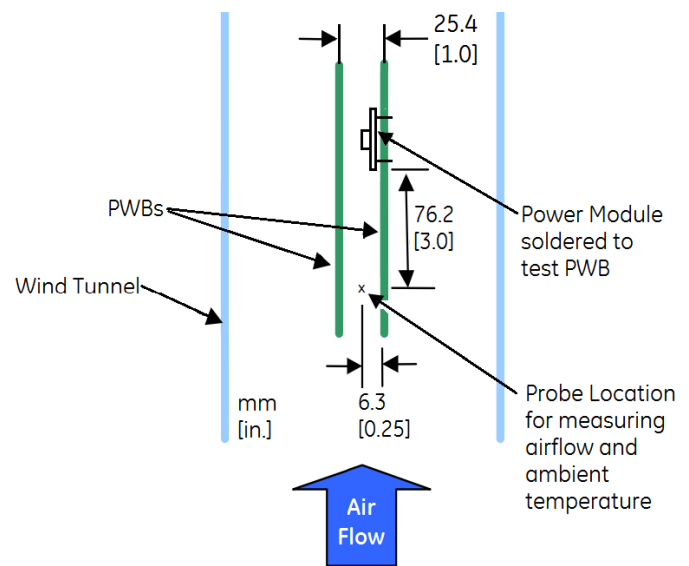 25.4
[1.0]
PWBs
76.2
[3.0]
Power Module
soldered to
test PWB
Wind Tunnel
x
mm
[in.]
6.3
[0.25]
Probe Location
for measuring
airflow and
ambient
temperature
Air
Flow